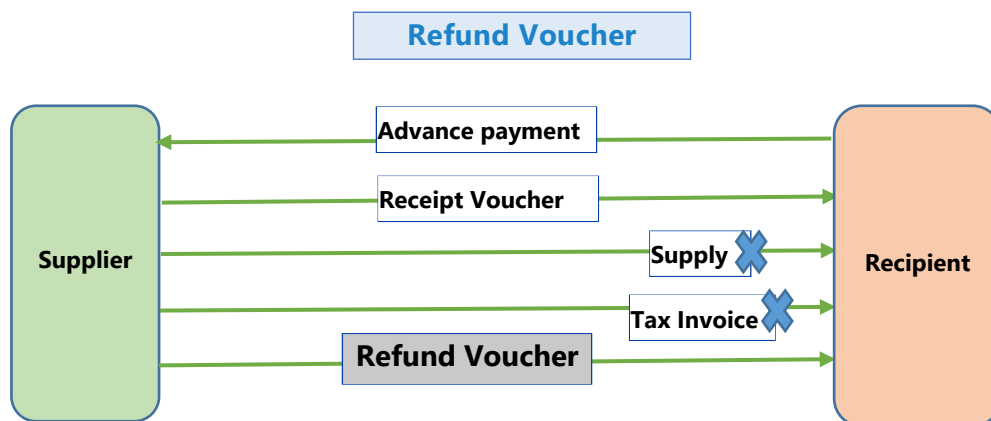 Refund Voucher
Advance payment
Receipt Voucher
Supply
Supplier
Recipient
Tax Invoice
Refund Voucher